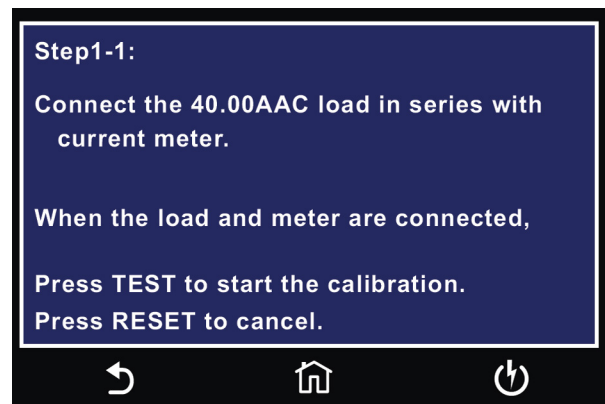 Step1-1:
Connect the 40.00AAC load in series with
current meter.
When the load and meter are connected,
Press TEST to start the calibration.
Press RESET to cancel.